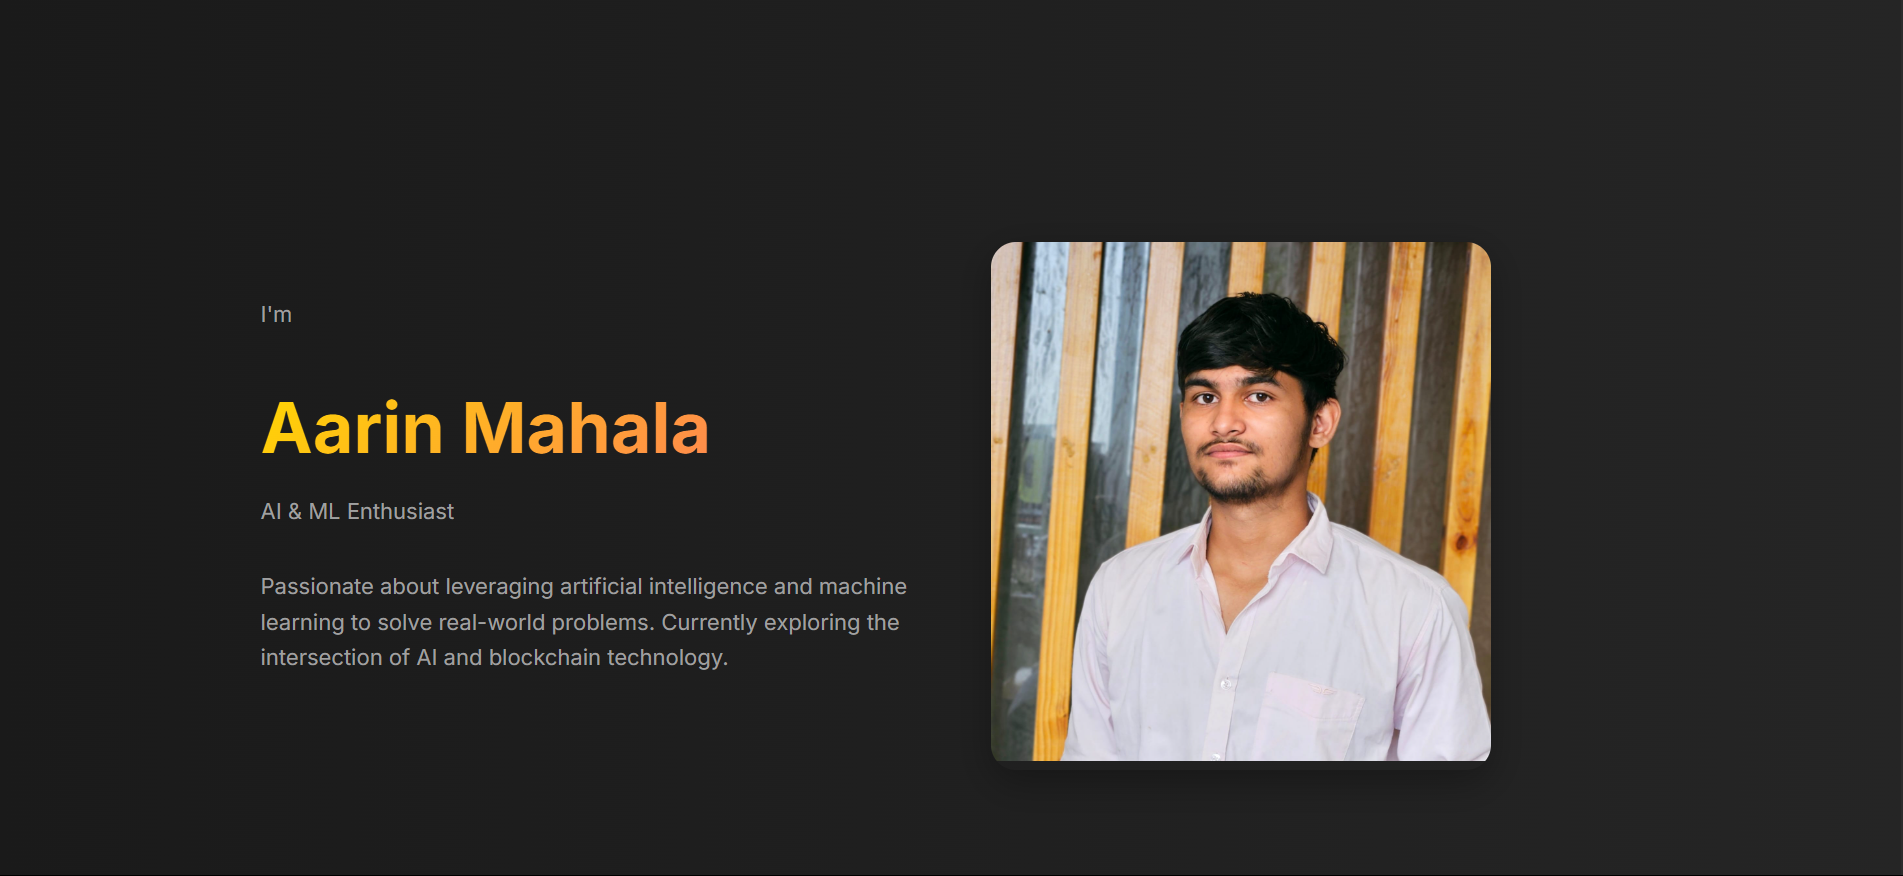 I'm
Aarin Mahala
AI & ML Enthusiast
Passionate about leveraging artificial intelligence and machine
learning to solve real-world problems. Currently exploring the
intersection of AI and blockchain technology.